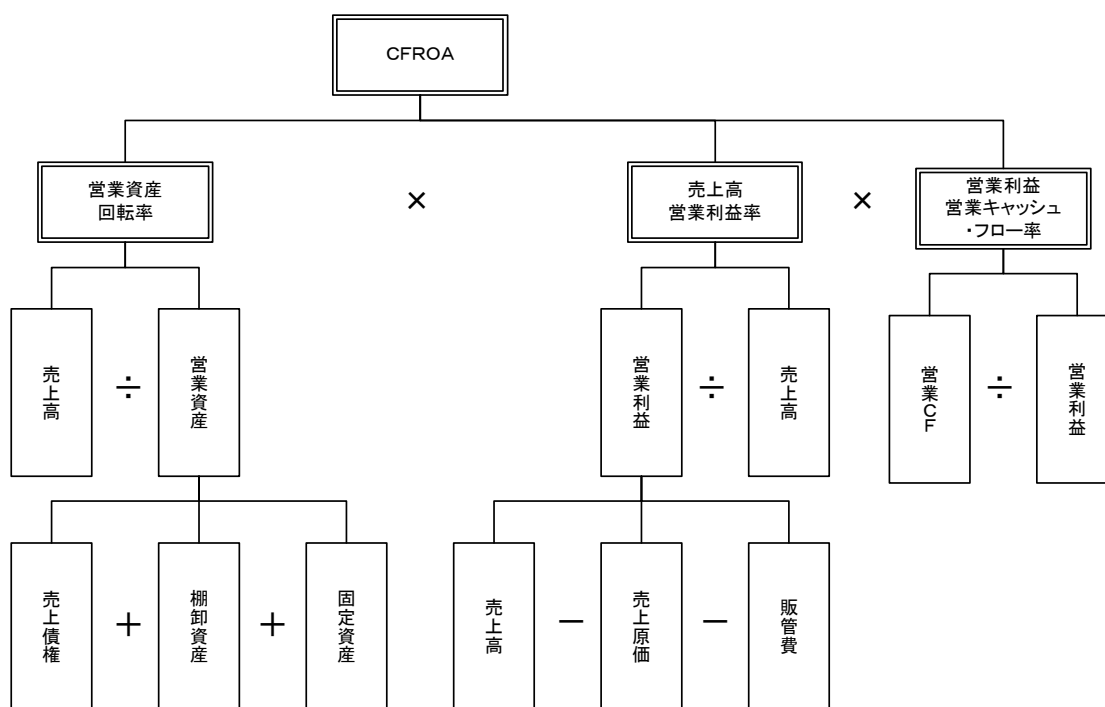 CFROA
営業資産
回転率
×
売上高
営業利益率
×
営業利益
営業キャッシュ
・フロー率
売上高
÷
営業資産
営業利益
÷
売上高
営業CF
÷
営業利益
売上債権
＋
棚卸資産
＋
固定資産
売上高
－
売上原価
－
販管費